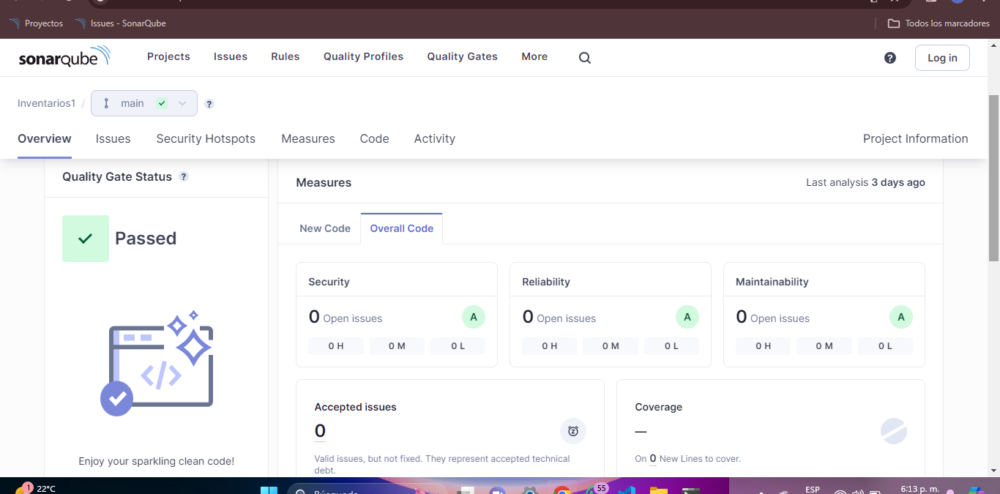 Proyectos
Issues - SonarQube
Todos los marcadores
sonarqube
Projects
Issues
Rules
Quality Profiles
Quality Gates
More
?
Log in
Inventarios1 /
main
?
Overview
Issues
Security Hotspots
Measures
Code
Activity
Project Information
Quality Gate Status ?
Passed
</>
Enjoy your sparkling clean code!
Measures
Last analysis 3 days ago
New Code
Overall Code
Security
0 Open issues
A
0 H
0 M
0 L
Reliability
0 Open issues
A
0 H
0 M
0 L
Maintainability
0 Open issues
A
0 H
0 M
0 L
Accepted issues
0
Valid issues, but not fixed. They represent accepted technical
debt.
Coverage
—
On 0 New Lines to cover.
1
22°C
Búsqueda
55
ESP
6:13 p. m.